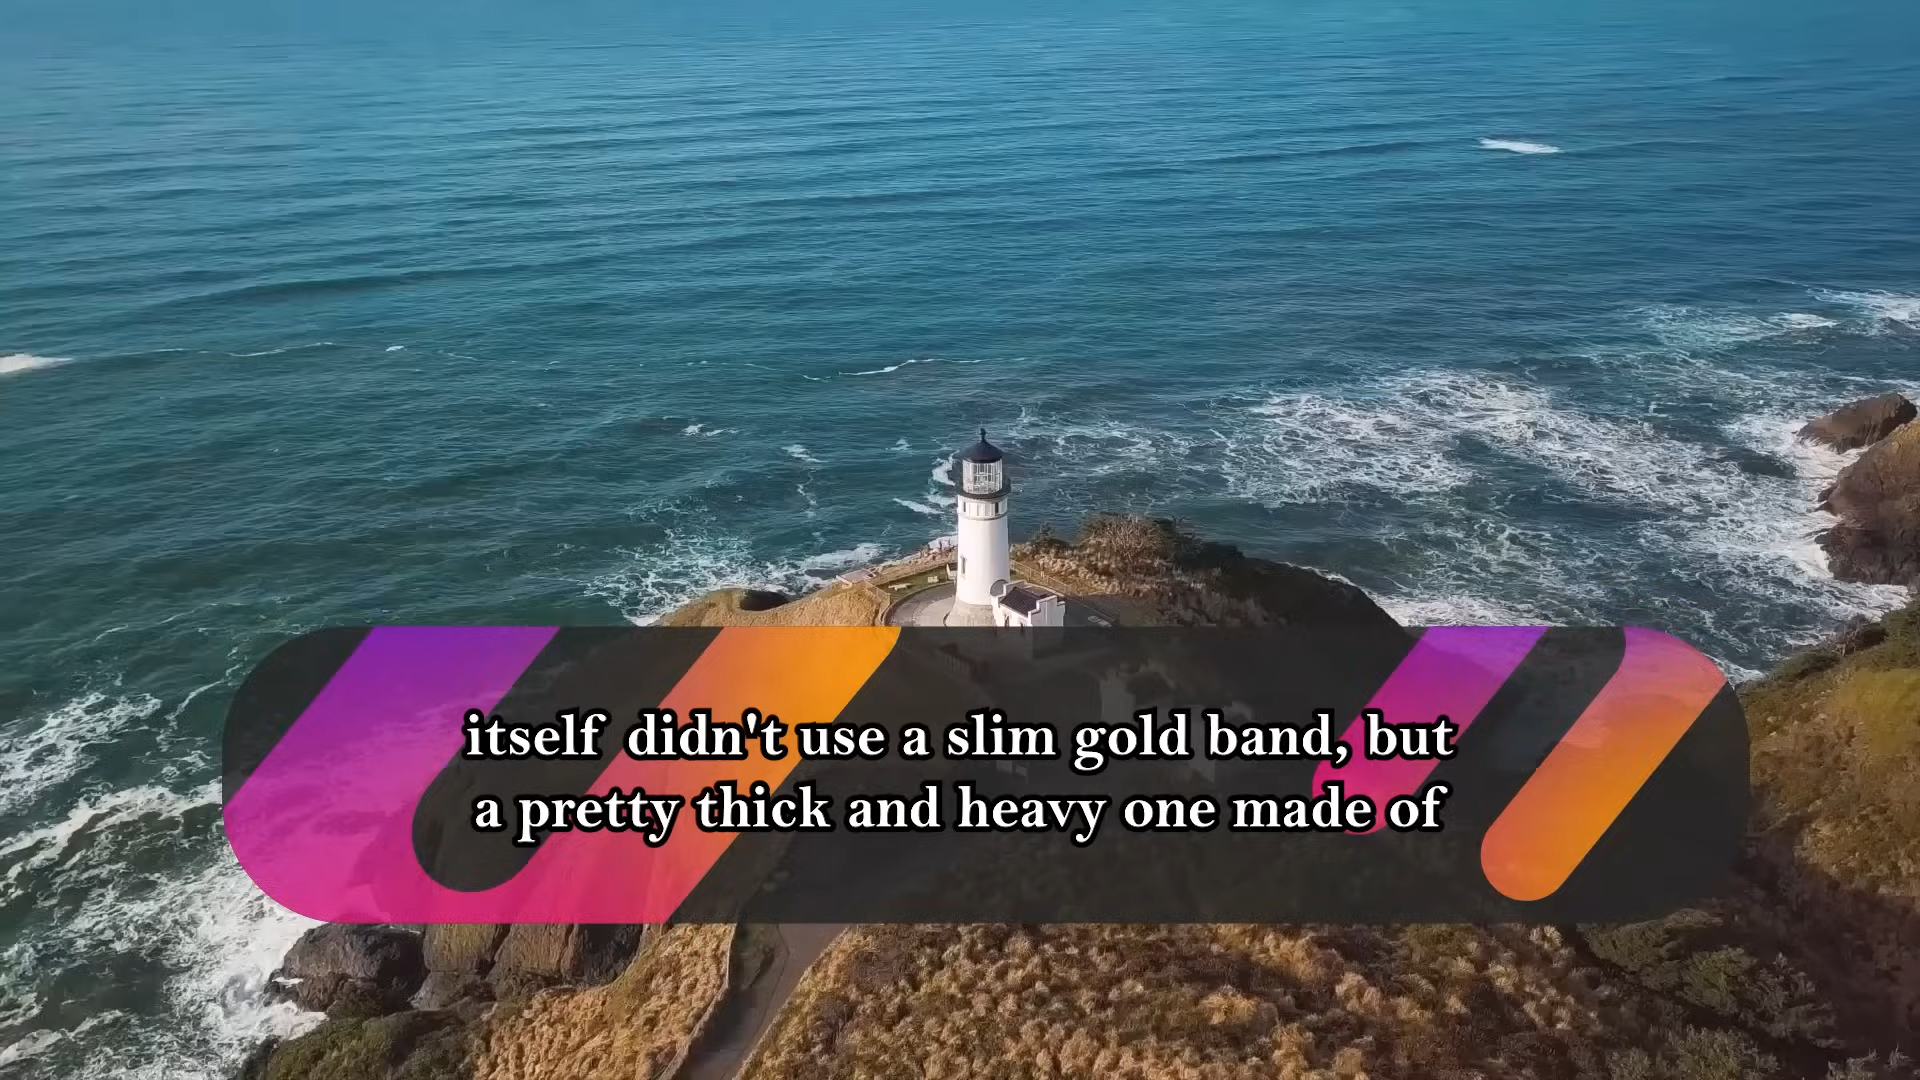 itself didn't use a slim gold band, but
a pretty thick and heavy one made of